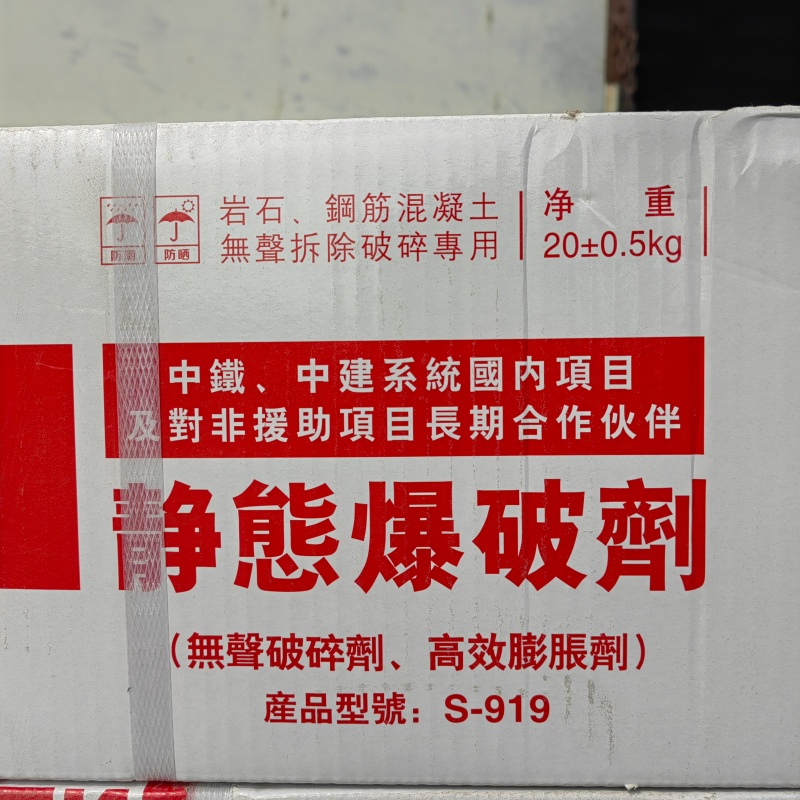 岩石、鋼筋混凝土
無聲拆除破碎專用
净 重
20±0.5kg
防雨
防晒
中鐵、中建系統國内項目
及對非援助項目長期合作伙伴
静態爆破劑
（無聲破碎劑、高效膨脹劑）
産品型號：S-919